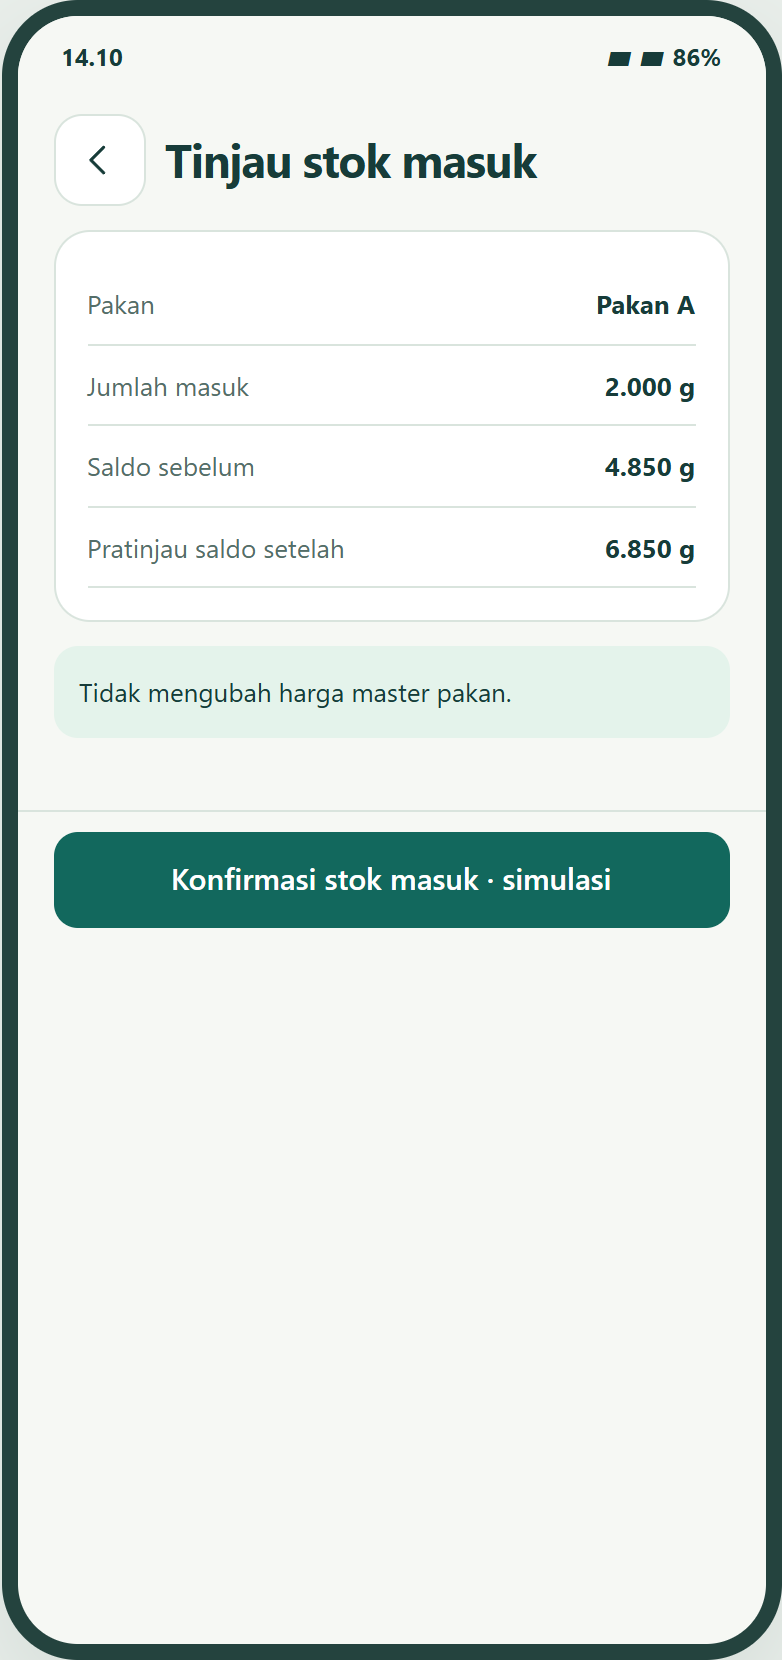 14.10 86%
Tinjau stok masuk
Pakan Pakan A
Jumlah masuk 2.000 g
Saldo sebelum 4.850 g
Pratinjau saldo setelah 6.850 g
Tidak mengubah harga master pakan.
Konfirmasi stok masuk · simulasi